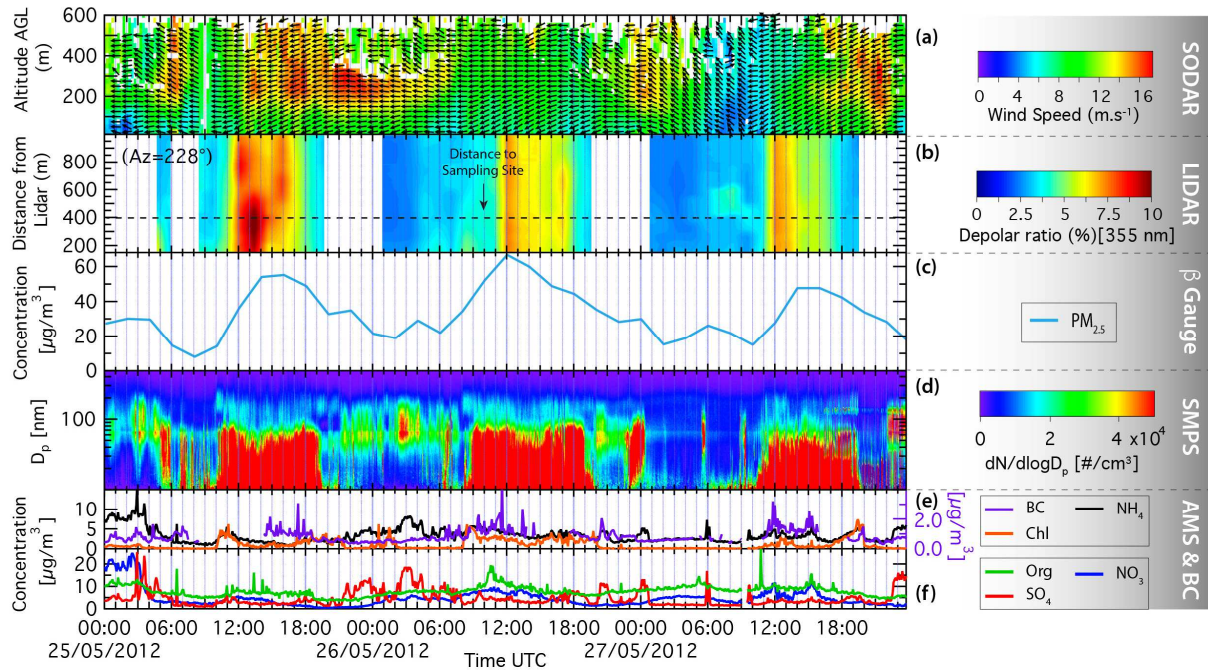 Altitude AGL
(m)
600
400
200
(a)
SODAR
0 4 8 12 16
Wind Speed (m.s⁻¹)
Distance from
Lidar (m)
800
600
400
200
(Az=228°)
Distance to
Sampling Site
(b)
LIDAR
0 2.5 5 7.5 10
Depolar ratio (%)[355 nm]
Concentration
[µg/m³]
60
40
20
0
(c)
β Gauge
PM₂.₅
Dₚ [nm]
100
(d)
SMPS
0 2 4 x10⁴
dN/dlogDₚ [#/cm³]
Concentration
[µg/m³]
10
5
0
20
10
0
(e)
2.0
0.0
[µg/m³]
(f)
AMS & BC
BC NH₄
Chl
Org NO₃
SO₄
00:00 06:00 12:00 18:00 00:00 06:00 12:00 18:00 00:00 06:00 12:00 18:00
25/05/2012 26/05/2012 27/05/2012
Time UTC